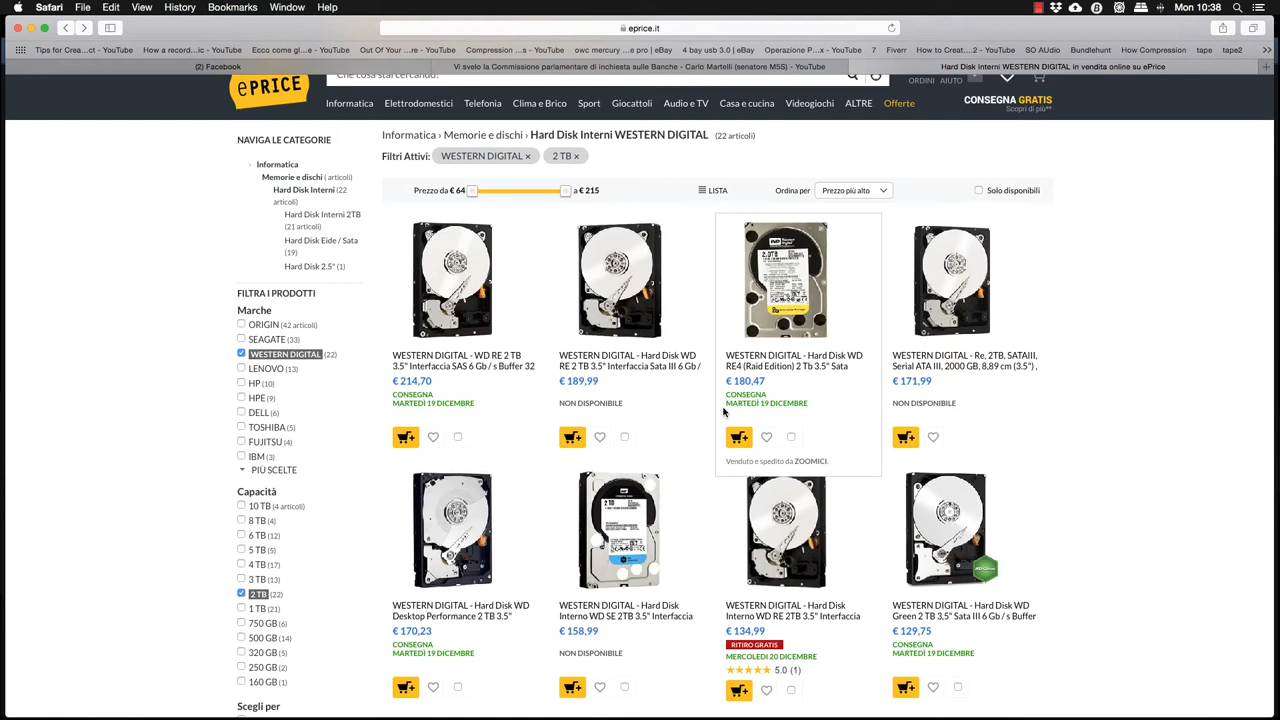 Safari File Edit View History Bookmarks Window Help Mon 10:38
eprice.it
Tips for Crea…ct - YouTube How a record…ic - YouTube Ecco come gl…e - YouTube Out Of Your …re - YouTube Compression …s - YouTube owc mercury …e pro | eBay 4 bay usb 3.0 | eBay Operazione P…x - YouTube 7 Fiverr How to Creat…2 - YouTube SO AUdio Bundlehunt How Compression tape tape2
(2) Facebook Vi svelo la Commissione parlamentare di inchiesta sulle Banche - Carlo Martelli (senatore M5S) - YouTube Hard Disk Interni WESTERN DIGITAL in vendita online su ePrice
ePRICE Che cosa stai cercando? ORDINI AIUTO
Informatica Elettrodomestici Telefonia Clima e Brico Sport Giocattoli Audio e TV Casa e cucina Videogiochi ALTRE Offerte CONSEGNA GRATIS
Scopri di più**
NAVIGA LE CATEGORIE
Informatica
Memorie e dischi ( articoli)
Hard Disk Interni (22
articoli)
Hard Disk Interni 2TB
(21 articoli)
Hard Disk Eide / Sata
(19)
Hard Disk 2.5" (1)
FILTRA I PRODOTTI
Marche
ORIGIN (42 articoli)
SEAGATE (33)
WESTERN DIGITAL (22)
LENOVO (13)
HP (10)
HPE (9)
DELL (6)
TOSHIBA (5)
FUJITSU (4)
IBM (3)
PIÙ SCELTE
Capacità
10 TB (4 articoli)
8 TB (4)
6 TB (12)
5 TB (5)
4 TB (17)
3 TB (13)
2 TB (22)
1 TB (21)
750 GB (6)
500 GB (14)
320 GB (5)
250 GB (2)
160 GB (1)
Scegli per
Informatica › Memorie e dischi › Hard Disk Interni WESTERN DIGITAL (22 articoli)
Filtri Attivi: WESTERN DIGITAL × 2 TB ×
Prezzo da € 64 a € 215 LISTA Ordina per Prezzo più alto Solo disponibili
WESTERN DIGITAL - WD RE 2 TB
3.5" Interfaccia SAS 6 Gb / s Buffer 32
€ 214,70
CONSEGNA
MARTEDÌ 19 DICEMBRE
WESTERN DIGITAL - Hard Disk WD
RE 2 TB 3.5" Interfaccia Sata III 6 Gb /
€ 189,99
NON DISPONIBILE
2.0TB
WESTERN DIGITAL - Hard Disk WD
RE4 (Raid Edition) 2 Tb 3.5" Sata
€ 180,47
CONSEGNA
MARTEDÌ 19 DICEMBRE
Venduto e spedito da ZOOMICI.
WESTERN DIGITAL - Re, 2TB, SATAIII,
Serial ATA III, 2000 GB, 8,89 cm (3.5") ,
€ 171,99
NON DISPONIBILE
WESTERN DIGITAL - Hard Disk WD
Desktop Performance 2 TB 3.5"
€ 170,23
CONSEGNA
MARTEDÌ 19 DICEMBRE
2 TB
WESTERN DIGITAL - Hard Disk
Interno WD SE 2TB 3.5" Interfaccia
€ 158,99
NON DISPONIBILE
WESTERN DIGITAL - Hard Disk
Interno WD RE 2TB 3.5" Interfaccia
€ 134,99
RITIRO GRATIS
MERCOLEDÌ 20 DICEMBRE
5.0 (1)
WESTERN DIGITAL - Hard Disk WD
Green 2 TB 3,5" Sata III 6 Gb / s Buffer
€ 129,75
CONSEGNA
MARTEDÌ 19 DICEMBRE